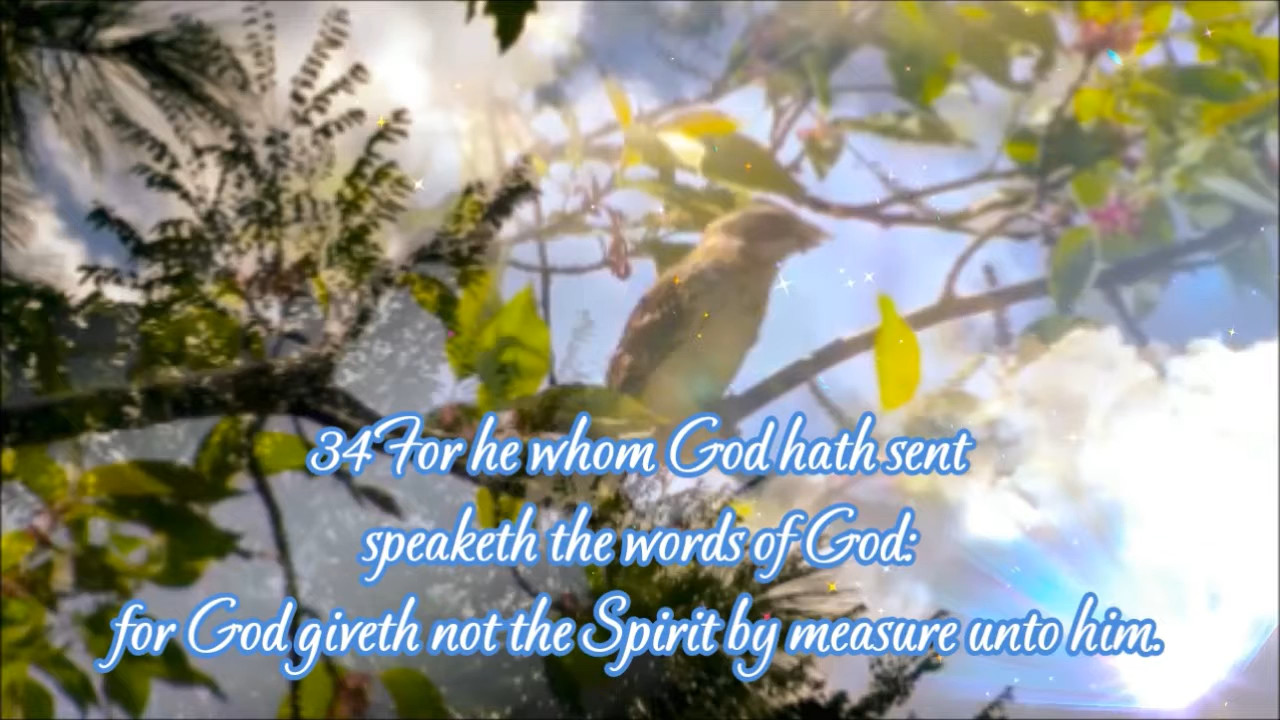 34 For he whom God hath sent
speaketh the words of God:
for God giveth not the Spirit by measure unto him.